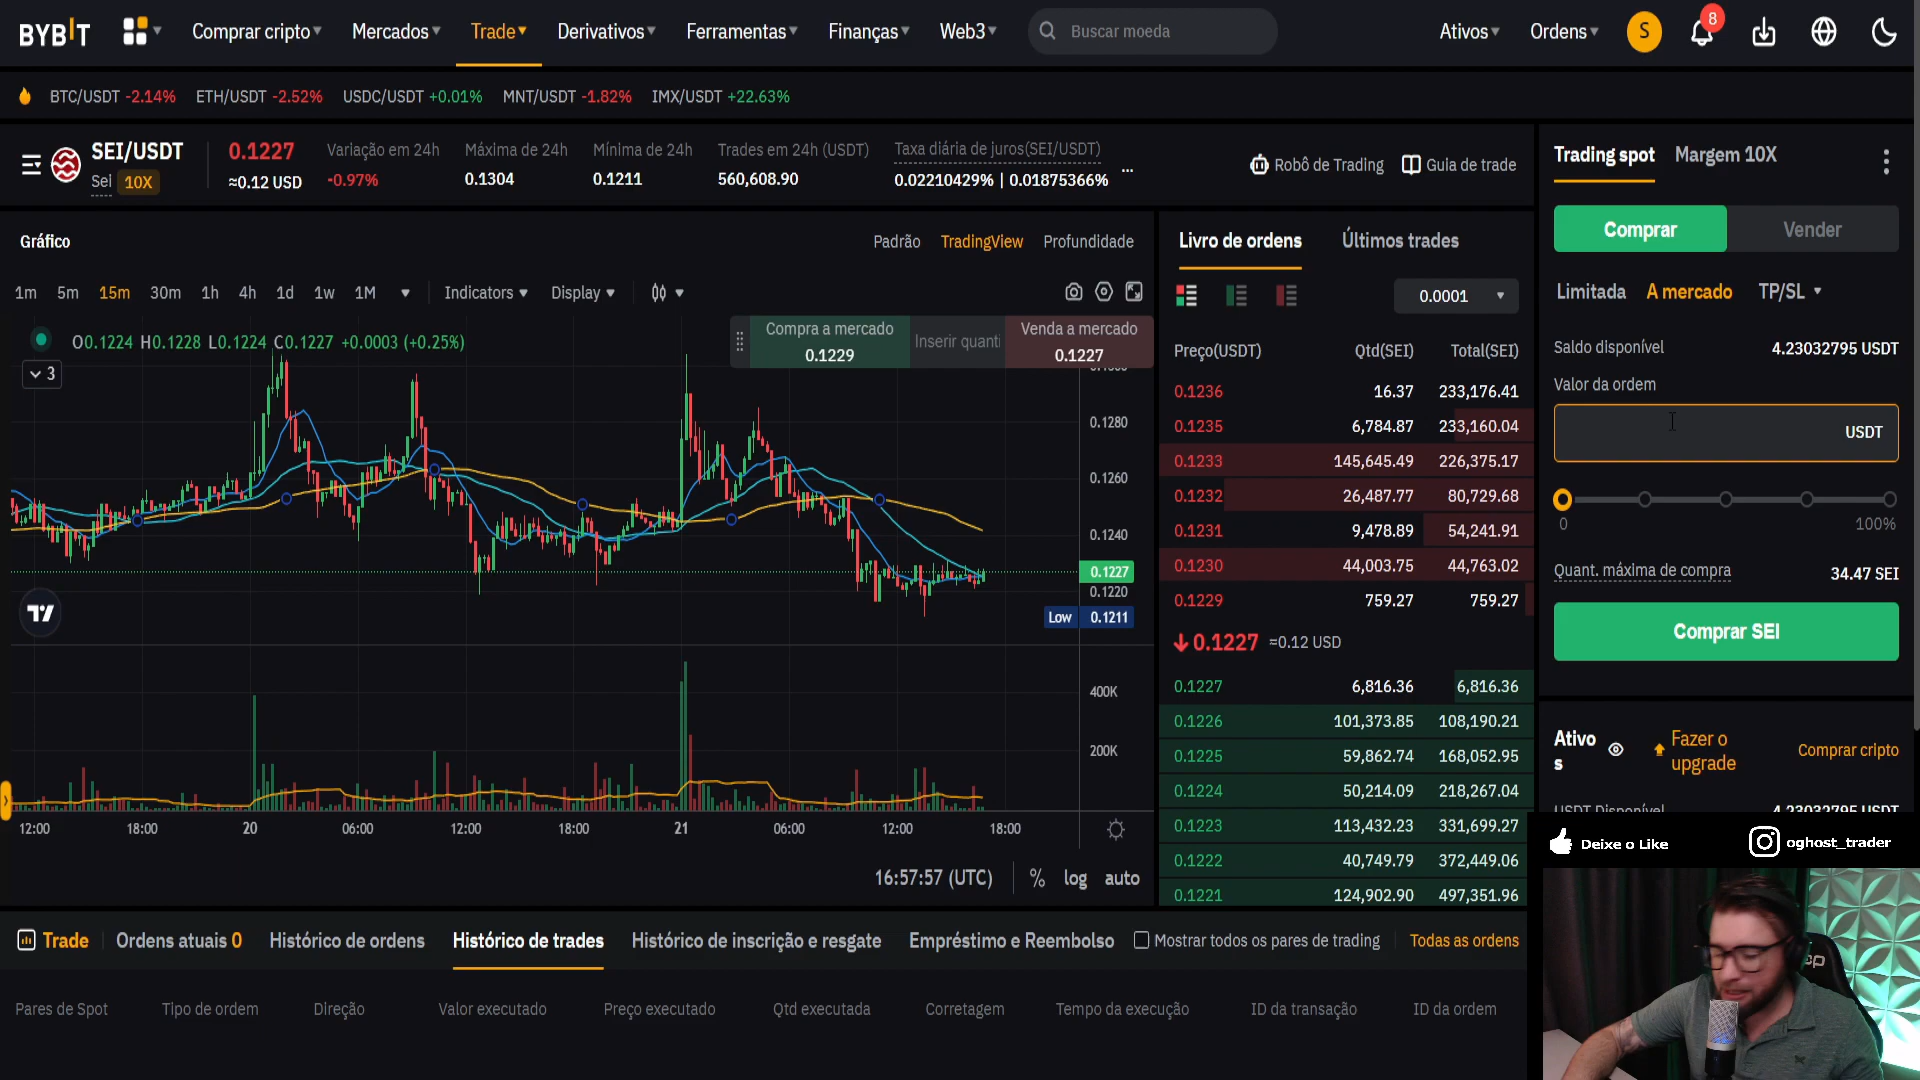 BYBIT
Comprar cripto Mercados Trade Derivativos Ferramentas Finanças Web3 Buscar moeda Ativos Ordens S 8
BTC/USDT -2.14% ETH/USDT -2.52% USDC/USDT +0.01% MNT/USDT -1.82% IMX/USDT +22.63%
SEI/USDT
Sei 10X
0.1227
≈0.12 USD
Variação em 24h
-0.97%
Máxima de 24h
0.1304
Mínima de 24h
0.1211
Trades em 24h (USDT)
560,608.90
Taxa diária de juros(SEI/USDT)
0.02210429% | 0.01875366%
...
Robô de Trading
Guia de trade
Gráfico
Padrão TradingView Profundidade
1m 5m 15m 30m 1h 4h 1d 1w 1M Indicators Display
O0.1224 H0.1228 L0.1224 C0.1227 +0.0003 (+0.25%)
3
Compra a mercado
0.1229
Inserir quanti
Venda a mercado
0.1227
0.1280
0.1260
0.1240
0.1227
0.1220
Low 0.1211
400K
200K
12:00 18:00 20 06:00 12:00 18:00 21 06:00 12:00 18:00
16:57:57 (UTC) % log auto
Livro de ordens Últimos trades
0.0001
Preço(USDT) Qtd(SEI) Total(SEI)
0.1236 16.37 233,176.41
0.1235 6,784.87 233,160.04
0.1233 145,645.49 226,375.17
0.1232 26,487.77 80,729.68
0.1231 9,478.89 54,241.91
0.1230 44,003.75 44,763.02
0.1229 759.27 759.27
0.1227 ≈0.12 USD
0.1227 6,816.36 6,816.36
0.1226 101,373.85 108,190.21
0.1225 59,862.74 168,052.95
0.1224 50,214.09 218,267.04
0.1223 113,432.23 331,699.27
0.1222 40,749.79 372,449.06
0.1221 124,902.90 497,351.96
Trading spot Margem 10X
Comprar Vender
Limitada A mercado TP/SL
Saldo disponível 4.23032795 USDT
Valor da ordem
USDT
0 100%
Quant. máxima de compra 34.47 SEI
Comprar SEI
Ativo
s
Fazer o
upgrade
Comprar cripto
USDT Disponível 4.23032795 USDT
Deixe o Like oghost_trader
Trade Ordens atuais 0 Histórico de ordens Histórico de trades Histórico de inscrição e resgate Empréstimo e Reembolso Mostrar todos os pares de trading Todas as ordens
Pares de Spot Tipo de ordem Direção Valor executado Preço executado Qtd executada Corretagem Tempo da execução ID da transação ID da ordem